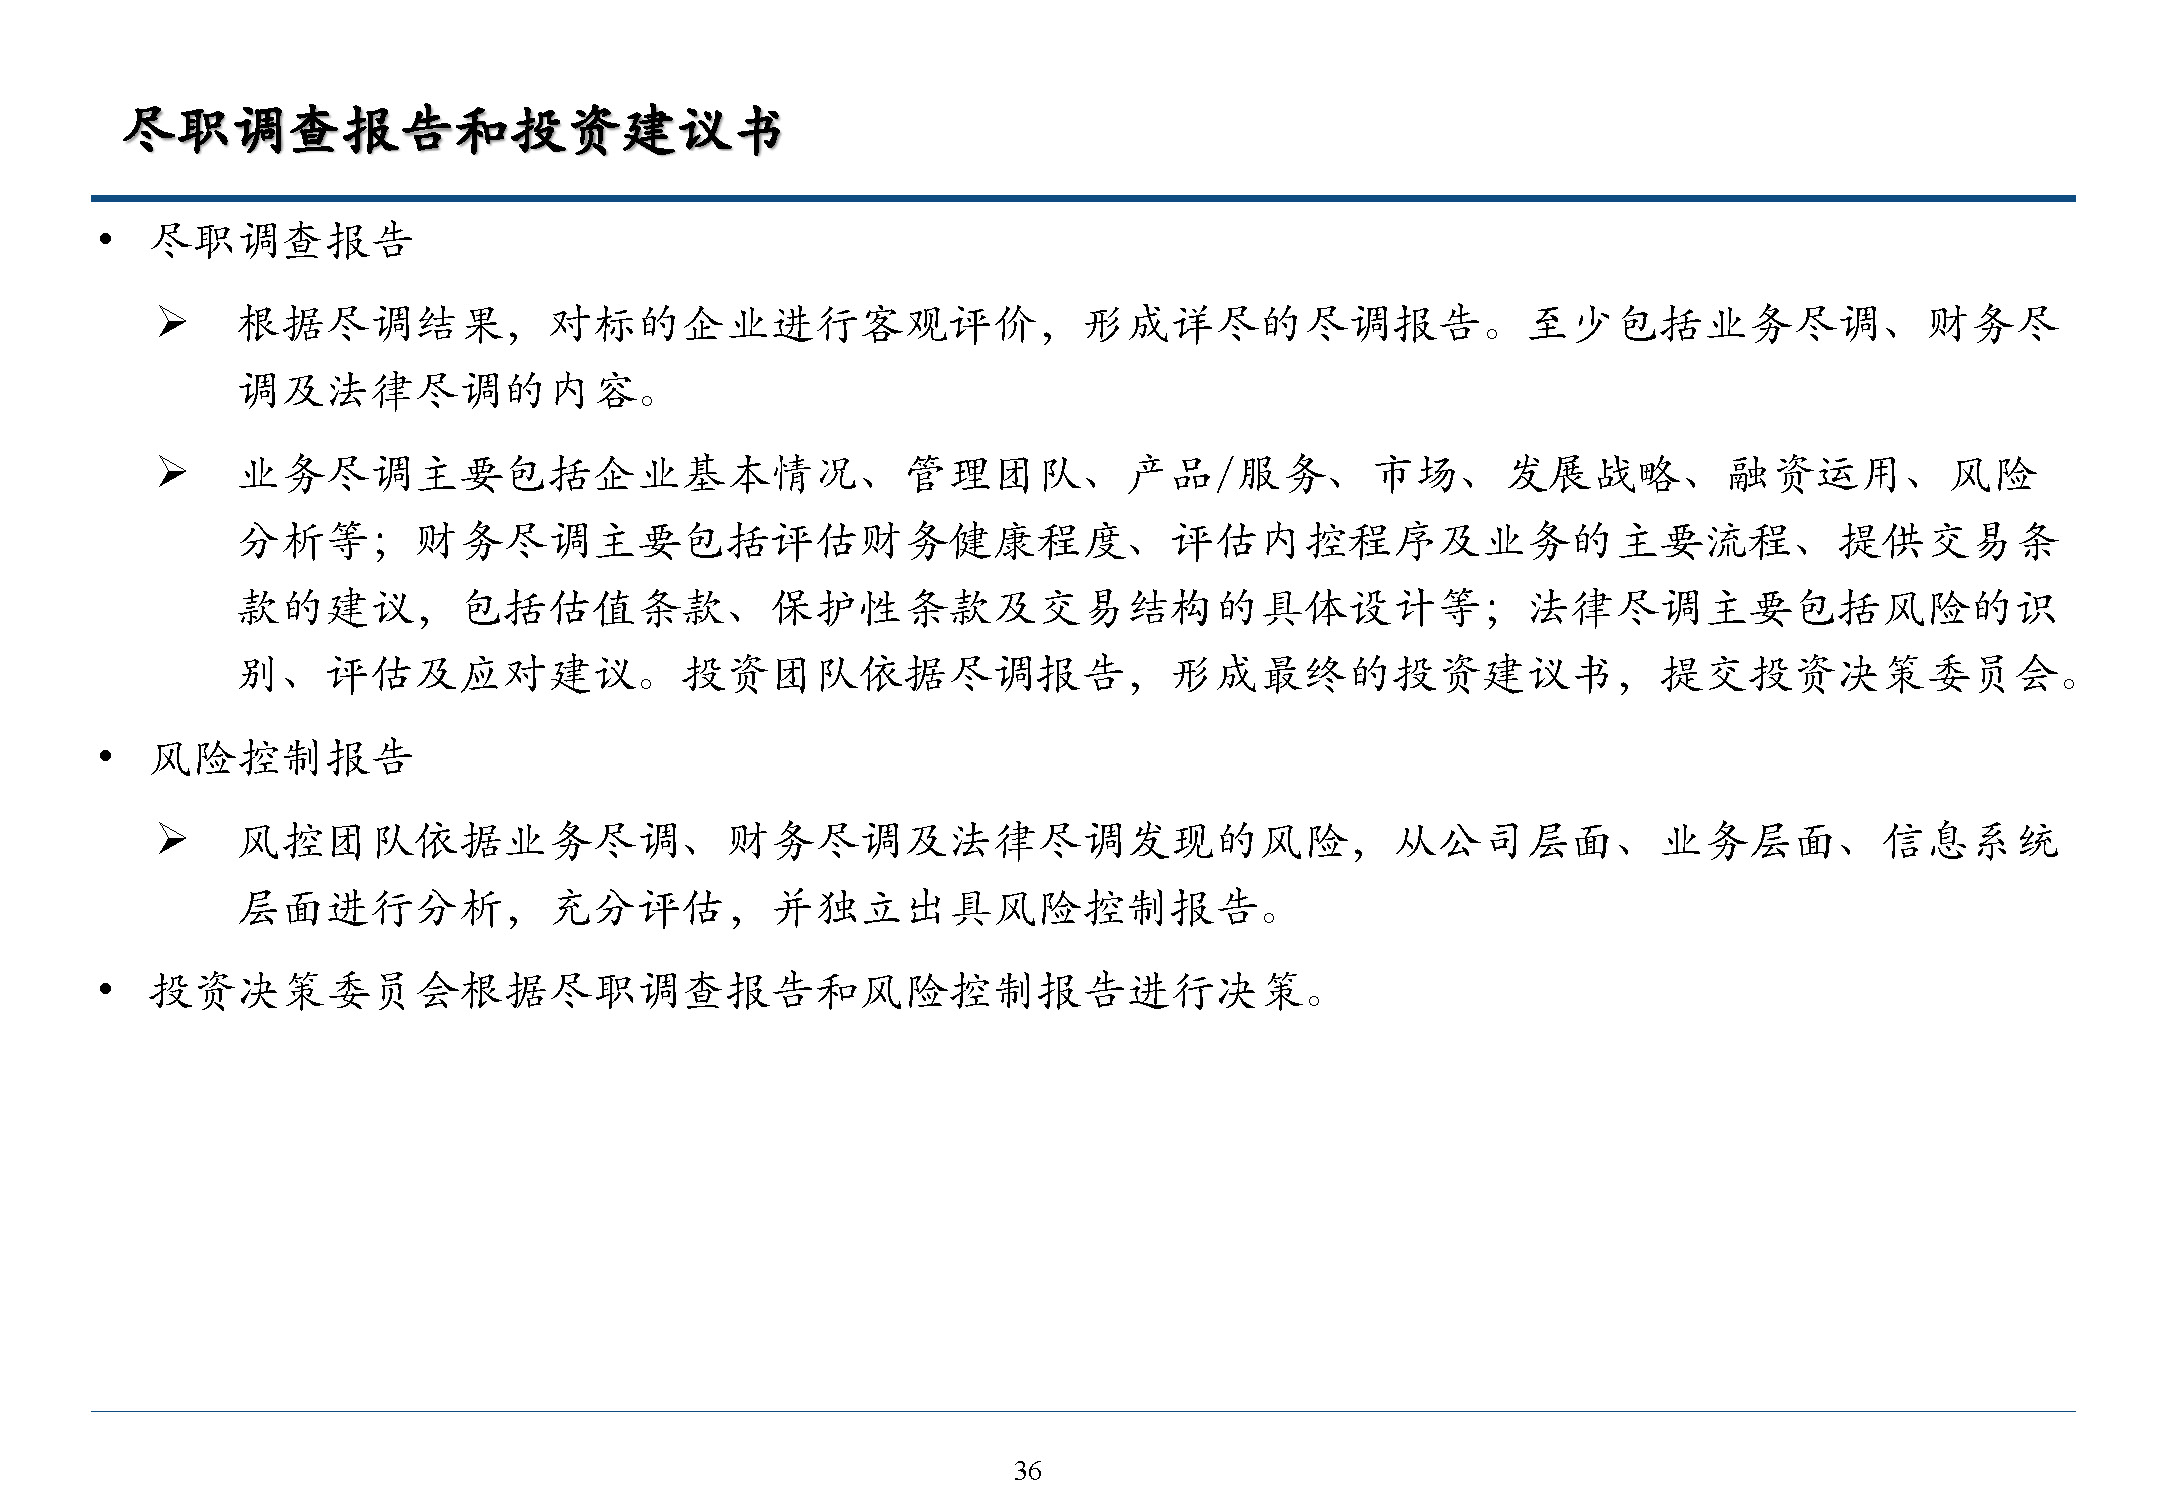 尽职调查报告和投资建议书
• 尽职调查报告
➢ 根据尽调结果，对标的企业进行客观评价，形成详尽的尽调报告。至少包括业务尽调、财务尽
调及法律尽调的内容。
➢ 业务尽调主要包括企业基本情况、管理团队、产品/服务、市场、发展战略、融资运用、风险
分析等；财务尽调主要包括评估财务健康程度、评估内控程序及业务的主要流程、提供交易条
款的建议，包括估值条款、保护性条款及交易结构的具体设计等；法律尽调主要包括风险的识
别、评估及应对建议。投资团队依据尽调报告，形成最终的投资建议书，提交投资决策委员会。
• 风险控制报告
➢ 风控团队依据业务尽调、财务尽调及法律尽调发现的风险，从公司层面、业务层面、信息系统
层面进行分析，充分评估，并独立出具风险控制报告。
• 投资决策委员会根据尽职调查报告和风险控制报告进行决策。
36